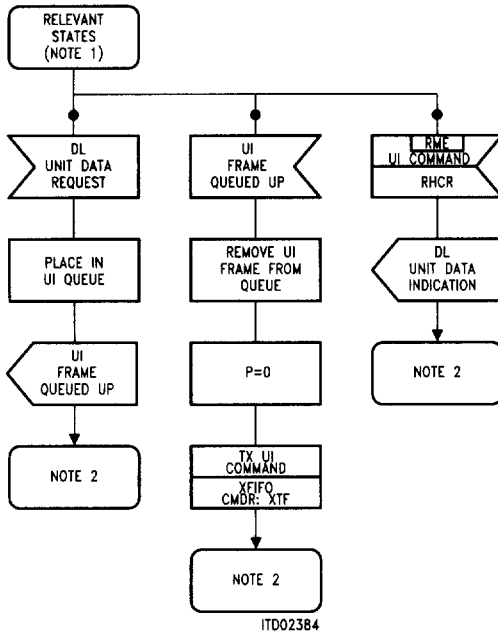 RELEVANT
STATES
(NOTE 1)
DL
UNIT DATA
REQUEST
PLACE IN
UI QUEUE
UI
FRAME
QUEUED UP
NOTE 2
UI
FRAME
QUEUED UP
REMOVE UI
FRAME FROM
QUEUE
P=0
TX UI
COMMAND
XFIFO
CMDR: XTF
NOTE 2
RME
UI COMMAND
RHCR
DL
UNIT DATA
INDICATION
NOTE 2
ITD02384